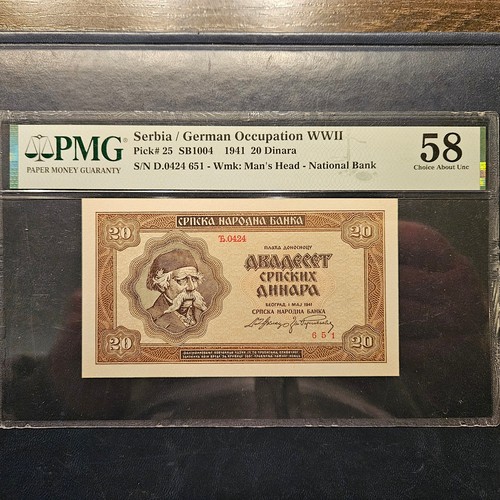 PMG
PAPER MONEY GUARANTY
Serbia / German Occupation WWII
Pick# 25 SB1004 1941 20 Dinara
S/N D.0424 651 - Wmk: Man's Head - National Bank
58
Choice About Unc
СРПСКА НАРОДНА БАНКА
20
20
Ђ.0424
ПЛАЋА ДОНОСИОЦУ
ДВАДЕСЕТ
СРПСКИХ
ДИНАРА
БЕОГРАД, 1 МАЈ 1941
СРПСКА НАРОДНА БАНКА
651
20
20